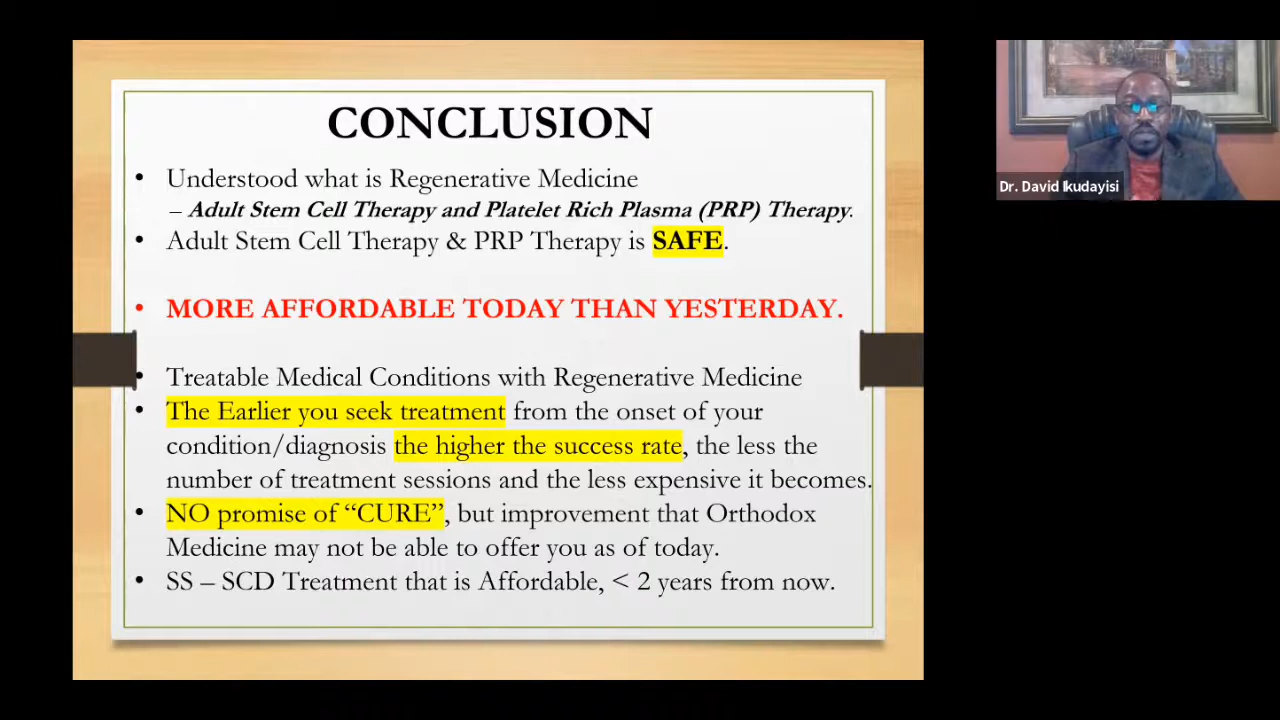 CONCLUSION
• Understood what is Regenerative Medicine
– Adult Stem Cell Therapy and Platelet Rich Plasma (PRP) Therapy.
• Adult Stem Cell Therapy & PRP Therapy is SAFE.
• MORE AFFORDABLE TODAY THAN YESTERDAY.
• Treatable Medical Conditions with Regenerative Medicine
• The Earlier you seek treatment from the onset of your
condition/diagnosis the higher the success rate, the less the
number of treatment sessions and the less expensive it becomes.
• NO promise of “CURE”, but improvement that Orthodox
Medicine may not be able to offer you as of today.
• SS – SCD Treatment that is Affordable, < 2 years from now.
Dr. David Ikudayisi